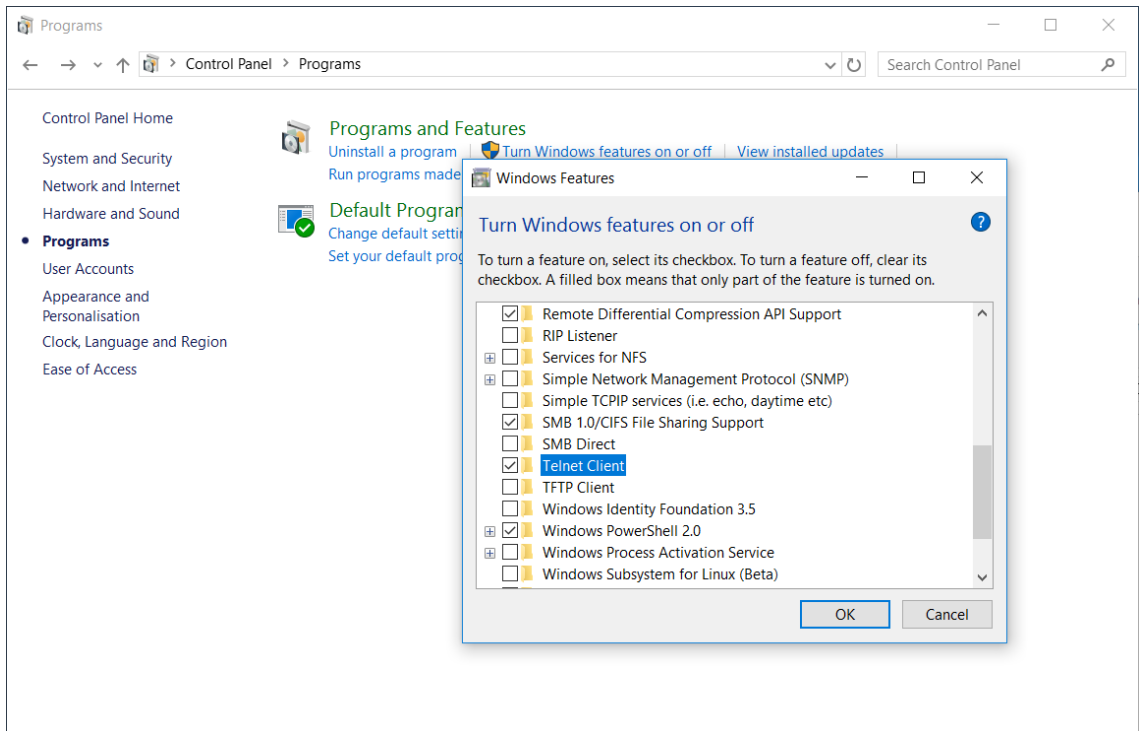 Programs
Control Panel > Programs
Search Control Panel
Control Panel Home
System and Security
Network and Internet
Hardware and Sound
Programs
User Accounts
Appearance and
Personalisation
Clock, Language and Region
Ease of Access
Programs and Features
Uninstall a program
Turn Windows features on or off
View installed updates
Run programs made
Default Program
Change default settin
Set your default prog
Windows Features
Turn Windows features on or off
?
To turn a feature on, select its checkbox. To turn a feature off, clear its
checkbox. A filled box means that only part of the feature is turned on.
Remote Differential Compression API Support
RIP Listener
Services for NFS
Simple Network Management Protocol (SNMP)
Simple TCPIP services (i.e. echo, daytime etc)
SMB 1.0/CIFS File Sharing Support
SMB Direct
Telnet Client
TFTP Client
Windows Identity Foundation 3.5
Windows PowerShell 2.0
Windows Process Activation Service
Windows Subsystem for Linux (Beta)
OK
Cancel